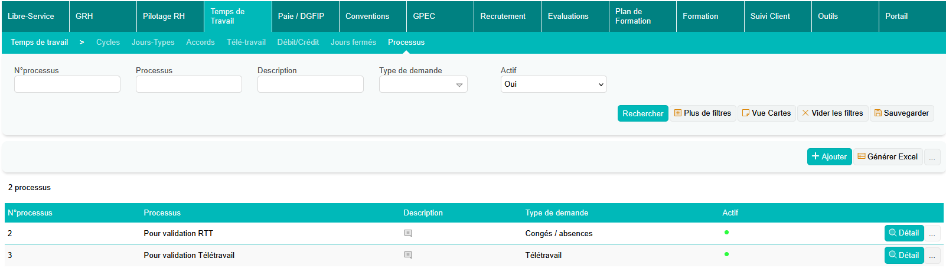 Libre-Service GRH Pilotage RH Temps de Travail Paie / DGFIP Conventions GPEC Recrutement Evaluations Plan de Formation Formation Suivi Client Outils Portail
Temps de travail > Cycles Jours-Types Accords Télé-travail Débit/Crédit Jours fermés Processus
N°processus Processus Description Type de demande Actif
Oui
Rechercher Plus de filtres Vue Cartes Vider les filtres Sauvegarder
+ Ajouter Générer Excel ...
2 processus
N°processus Processus Description Type de demande Actif
2 Pour validation RTT Congés / absences Détail ...
3 Pour validation Télétravail Télétravail Détail ...